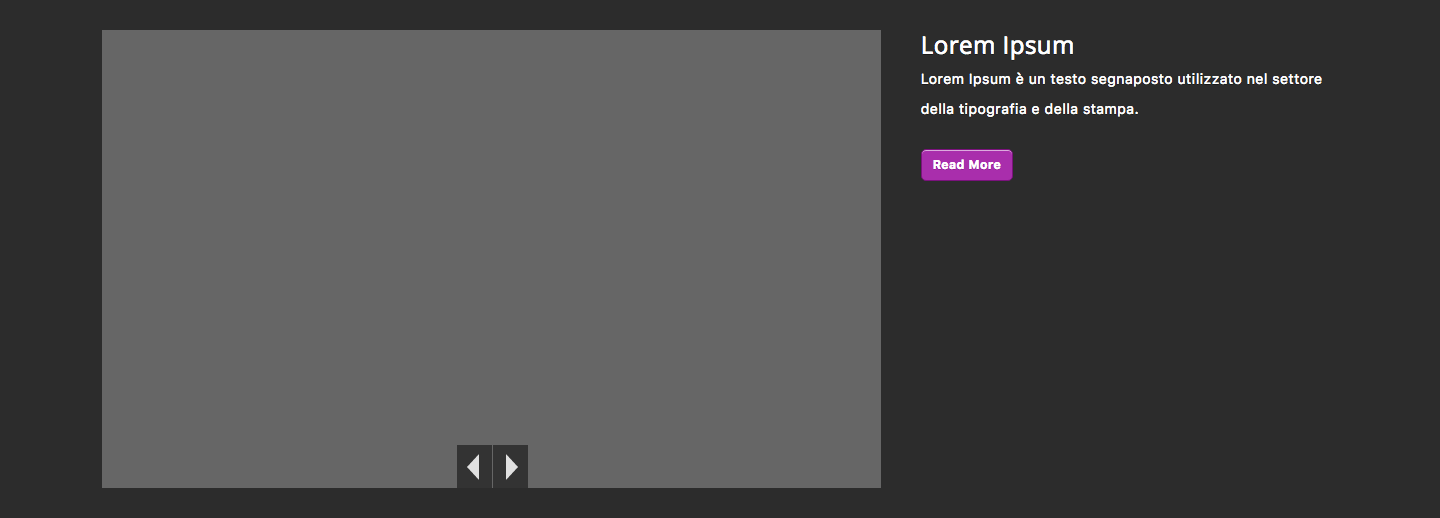 Lorem Ipsum
Lorem Ipsum è un testo segnaposto utilizzato nel settore
della tipografia e della stampa.
Read More